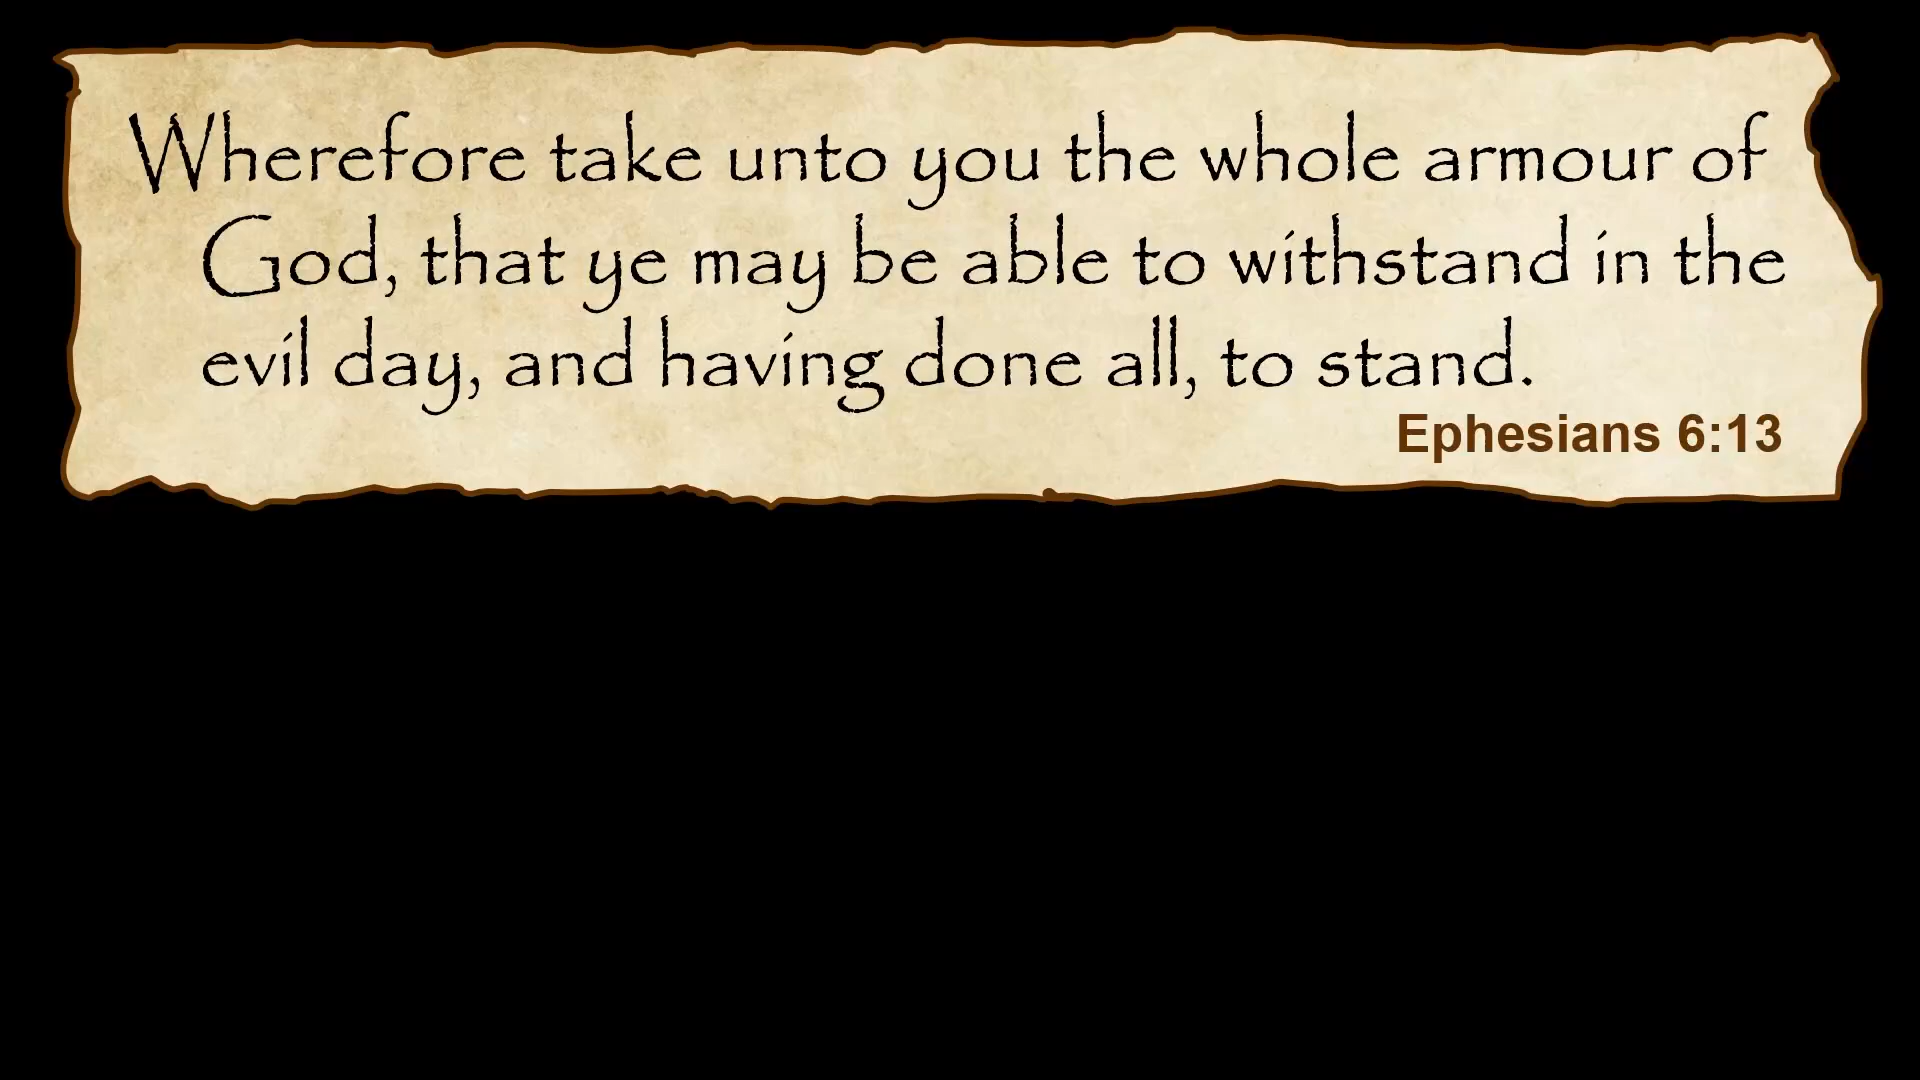 Wherefore take unto you the whole armour of
God, that ye may be able to withstand in the
evil day, and having done all, to stand.
Ephesians 6:13